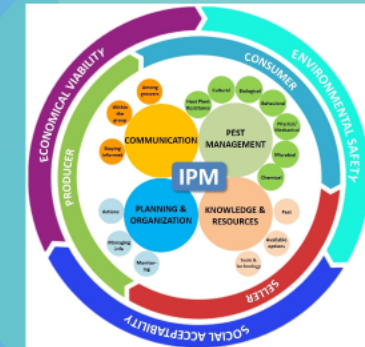 ECONOMICAL VIABILITY
ENVIRONMENTAL SAFETY
SOCIAL ACCEPTABILITY
PRODUCER
CONSUMER
SELLER
IPM
COMMUNICATION
Among
growers
Within
the
group
Staying
informed
PEST
MANAGEMENT
Host Plant
Resistance
Cultural
Biological
Behavioral
Physical/
Mechanical
Microbial
Chemical
PLANNING &
ORGANIZATION
Actions
Managing
info
Monitor-
ing
KNOWLEDGE &
RESOURCES
Pest
Available
options
Tools &
technology